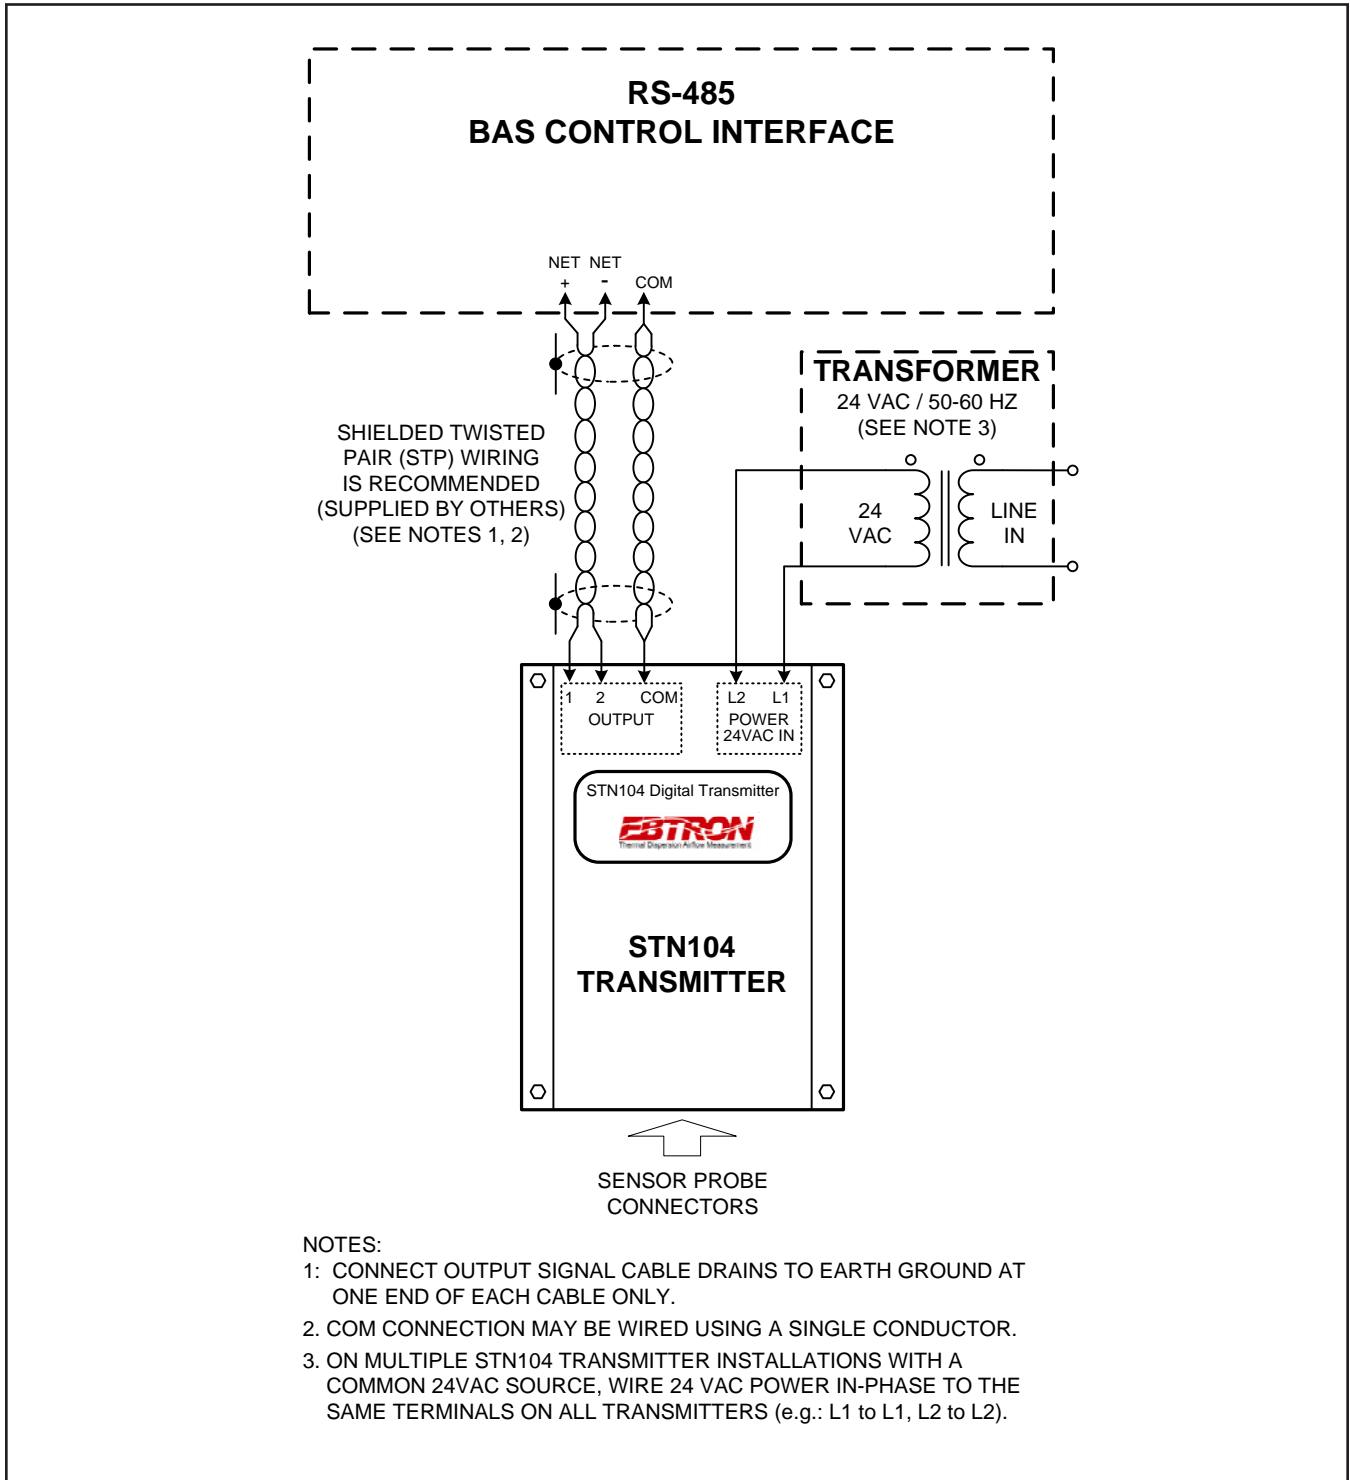 RS-485
BAS CONTROL INTERFACE
NET NET
+ -
COM
TRANSFORMER
24 VAC / 50-60 HZ
(SEE NOTE 3)
24
VAC
LINE
IN
SHIELDED TWISTED
PAIR (STP) WIRING
IS RECOMMENDED
(SUPPLIED BY OTHERS)
(SEE NOTES 1, 2)
1 2 COM
OUTPUT
L2 L1
POWER
24VAC IN
STN104 Digital Transmitter
EBTRON
Thermal Dispersion Airflow Measurement
STN104
TRANSMITTER
SENSOR PROBE
CONNECTORS
NOTES:
1: CONNECT OUTPUT SIGNAL CABLE DRAINS TO EARTH GROUND AT
ONE END OF EACH CABLE ONLY.
2. COM CONNECTION MAY BE WIRED USING A SINGLE CONDUCTOR.
3. ON MULTIPLE STN104 TRANSMITTER INSTALLATIONS WITH A
COMMON 24VAC SOURCE, WIRE 24 VAC POWER IN-PHASE TO THE
SAME TERMINALS ON ALL TRANSMITTERS (e.g.: L1 to L1, L2 to L2).